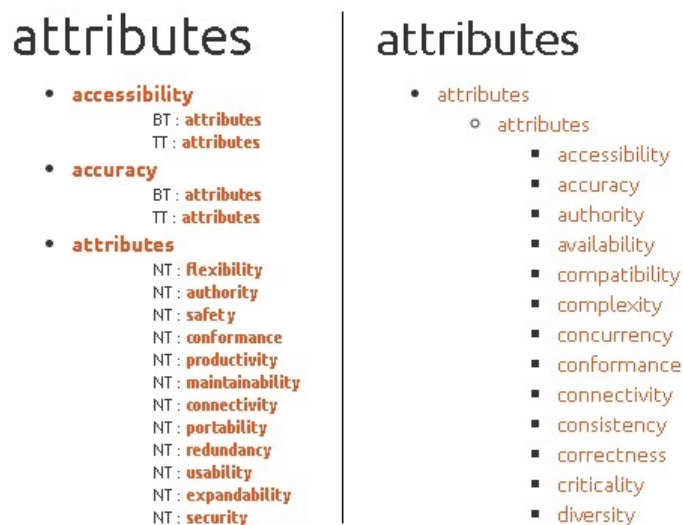 attributes
accessibility
BT : attributes
TT : attributes
accuracy
BT : attributes
TT : attributes
attributes
NT : flexibility
NT : authority
NT : safety
NT : conformance
NT : productivity
NT : maintainability
NT : connectivity
NT : portability
NT : redundancy
NT : usability
NT : expandability
NT : security
attributes
attributes
attributes
accessibility
accuracy
authority
availability
compatibility
complexity
concurrency
conformance
connectivity
consistency
correctness
criticality
diversity